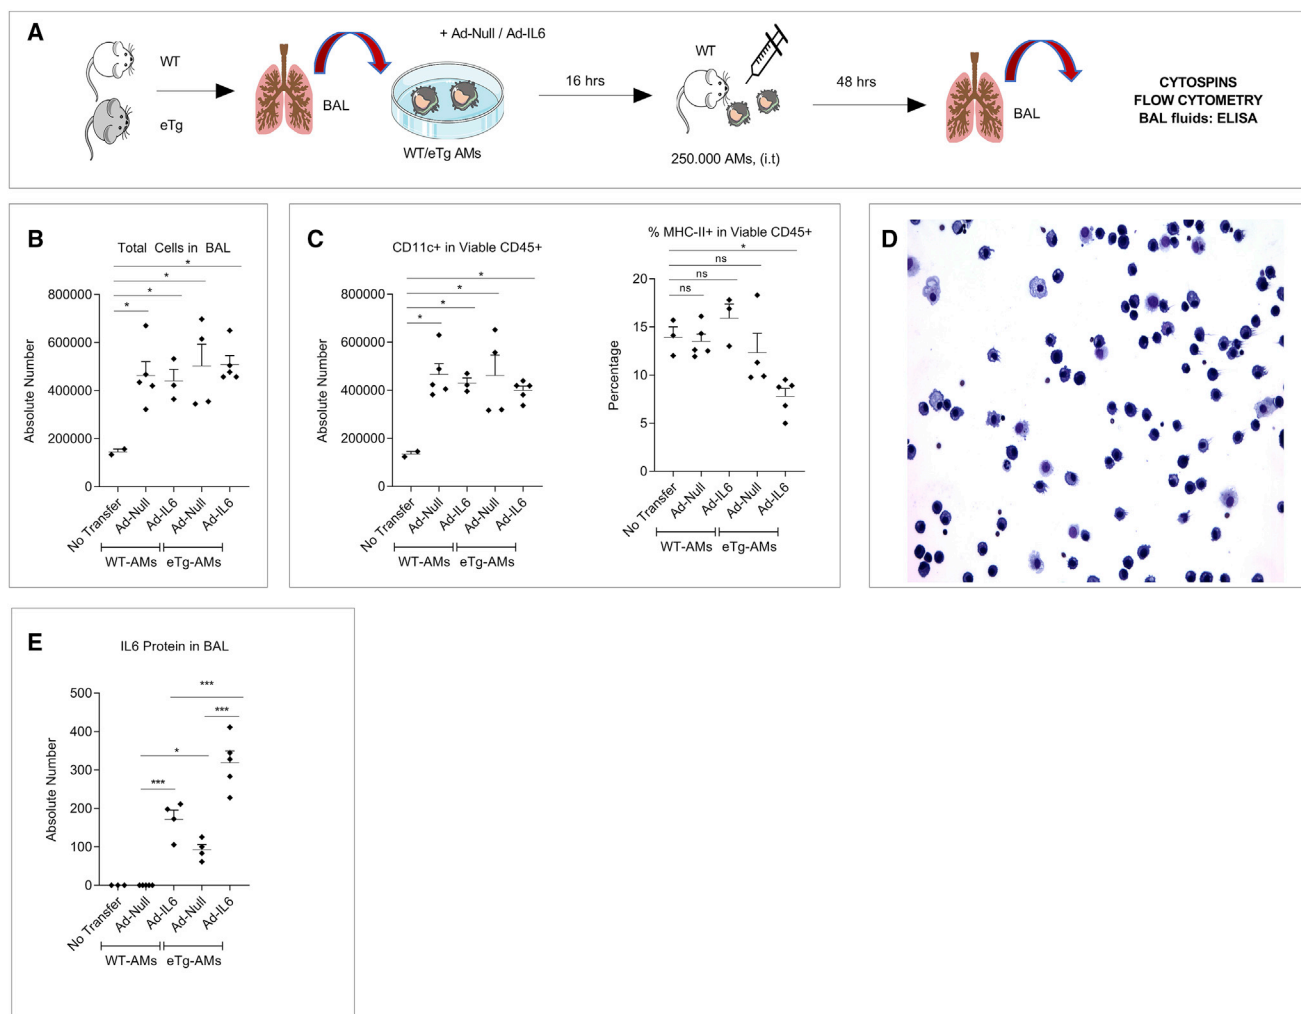 A
WT
eTg
BAL
+ Ad-Null / Ad-IL6
WT/eTg AMs
16 hrs
WT
250.000 AMs, (i.t)
48 hrs
BAL
CYTOSPINS
FLOW CYTOMETRY
BAL fluids: ELISA
B
Total Cells in BAL
*
*
*
*
Absolute Number
800000
600000
400000
200000
0
No Transfer
Ad-Null
Ad-IL6
Ad-Null
Ad-IL6
WT-AMs
eTg-AMs
C
CD11c+ in Viable CD45+
*
*
*
*
Absolute Number
800000
600000
400000
200000
0
No Transfer
Ad-Null
Ad-IL6
Ad-Null
Ad-IL6
WT-AMs
eTg-AMs
% MHC-II+ in Viable CD45+
*
ns
ns
ns
Percentage
20
15
10
5
0
No Transfer
Ad-Null
Ad-IL6
Ad-Null
Ad-IL6
WT-AMs
eTg-AMs
D
E
IL6 Protein in BAL
***
***
*
***
Absolute Number
500
400
300
200
100
0
No Transfer
Ad-Null
Ad-IL6
Ad-Null
Ad-IL6
WT-AMs
eTg-AMs